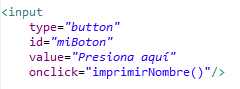 <input
type="button"
id="miBoton"
value="Presiona aquí"
onclick="imprimirNombre()"/>